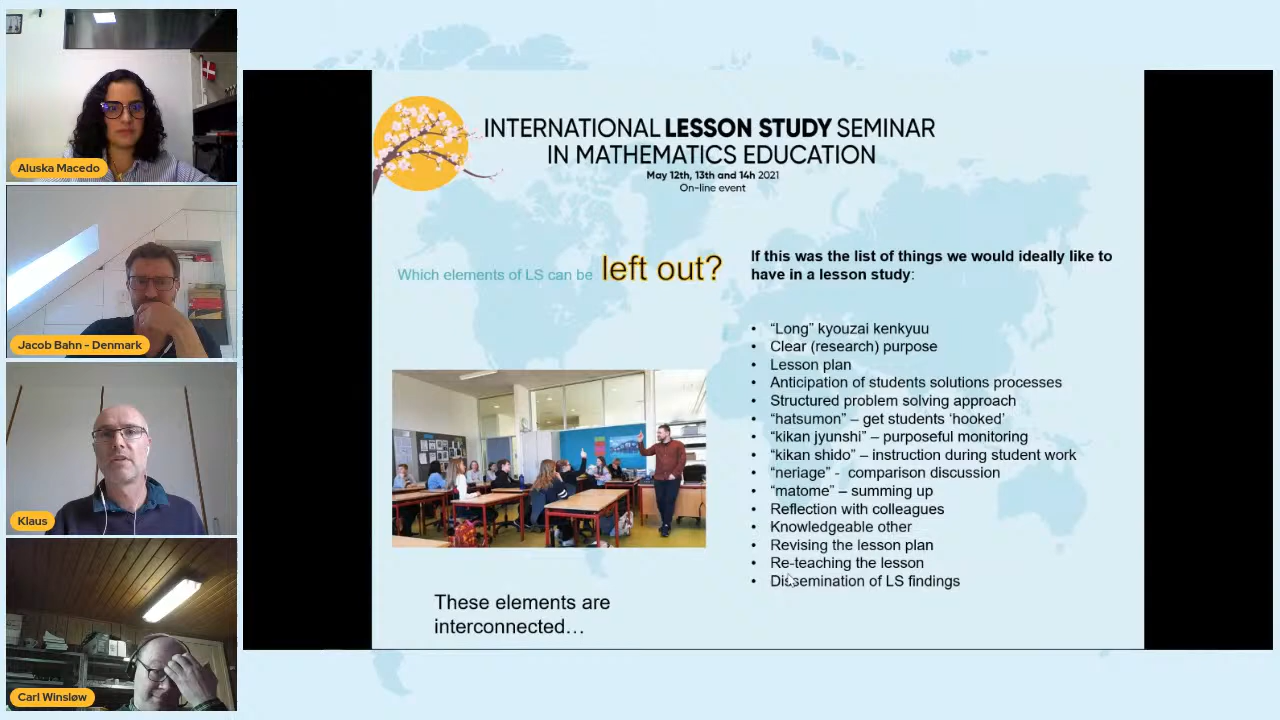 Aluska Macedo
Jacob Bahn - Denmark
Klaus
Carl Winsløw
INTERNATIONAL LESSON STUDY SEMINAR
IN MATHEMATICS EDUCATION
May 12th, 13th and 14h 2021
On-line event
Which elements of LS can be left out?
If this was the list of things we would ideally like to
have in a lesson study:
• “Long” kyouzai kenkyuu
• Clear (research) purpose
• Lesson plan
• Anticipation of students solutions processes
• Structured problem solving approach
• “hatsumon” – get students ‘hooked’
• “kikan jyunshi” – purposeful monitoring
• “kikan shido” – instruction during student work
• “neriage” - comparison discussion
• “matome” – summing up
• Reflection with colleagues
• Knowledgeable other
• Revising the lesson plan
• Re-teaching the lesson
• Dissemination of LS findings
These elements are
interconnected…